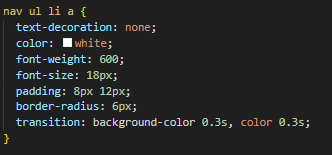 nav ul li a {
  text-decoration: none;
  color: white;
  font-weight: 600;
  font-size: 18px;
  padding: 8px 12px;
  border-radius: 6px;
  transition: background-color 0.3s, color 0.3s;
}